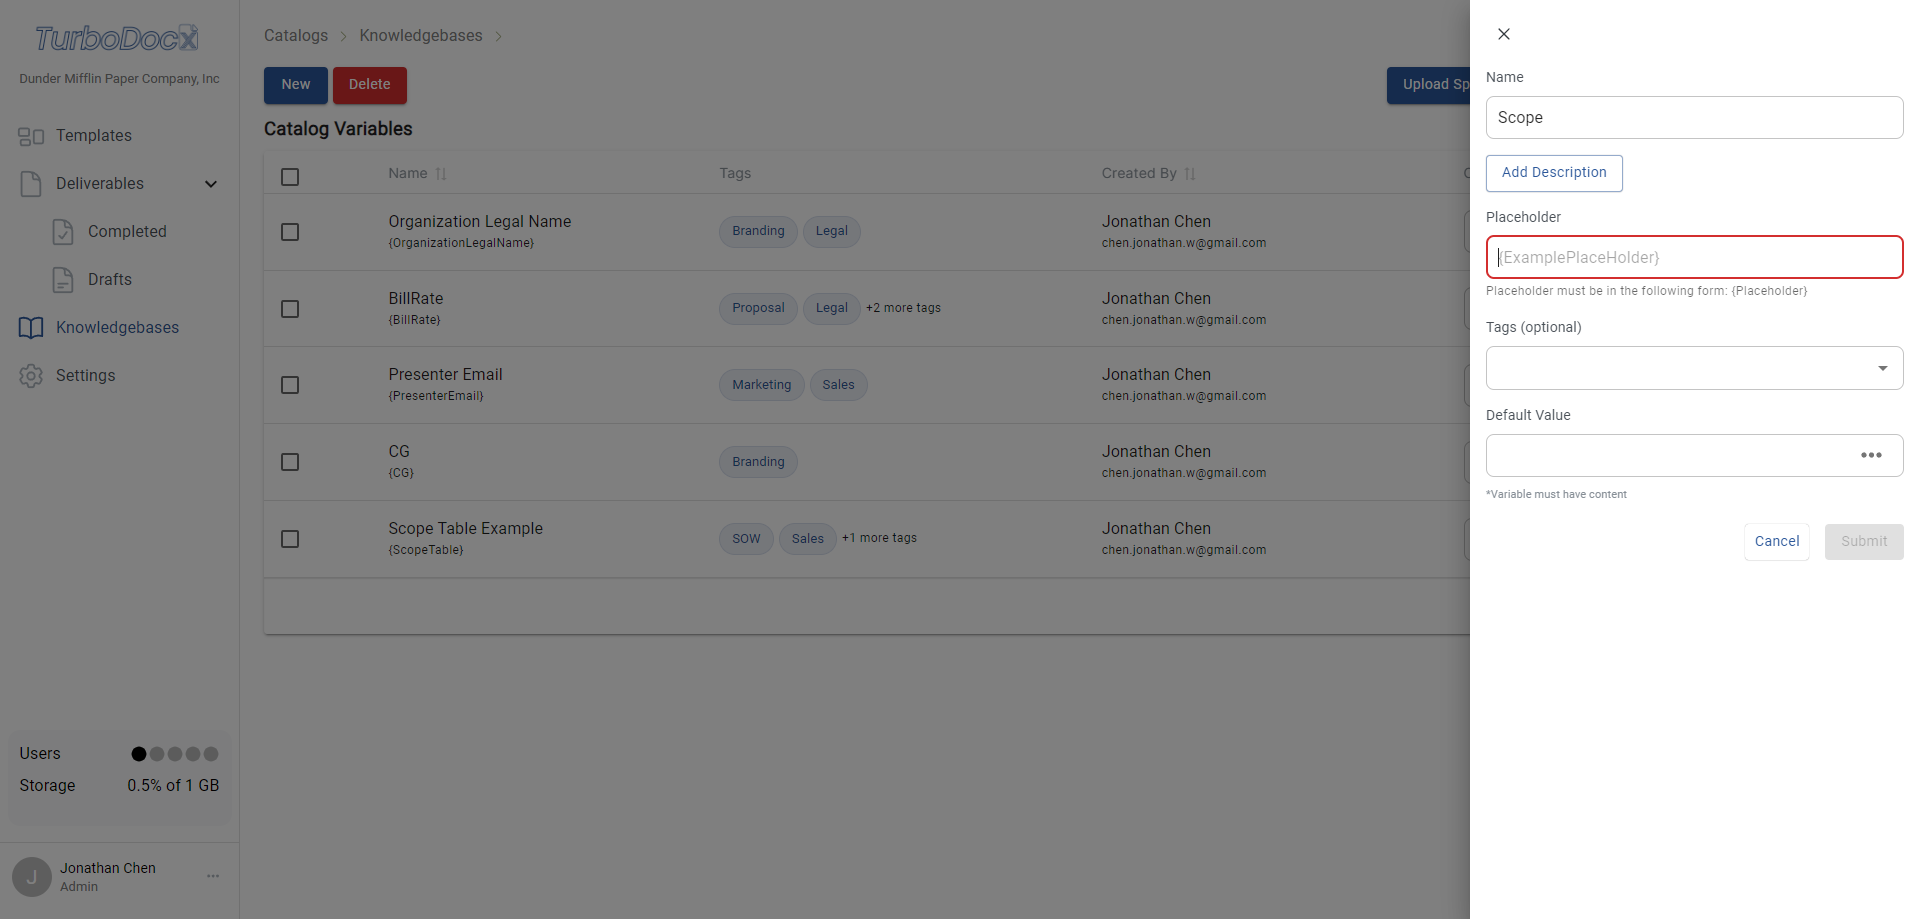 TurboDocX
Dunder Mifflin Paper Company, Inc
Templates
Deliverables
Completed
Drafts
Knowledgebases
Settings
Users
Storage 0.5% of 1 GB
J
Jonathan Chen
Admin
Catalogs > Knowledgebases >
New Delete Upload Sp
Catalog Variables
Name Tags Created By
Organization Legal Name Branding Legal Jonathan Chen
{OrganizationLegalName} chen.jonathan.w@gmail.com
BillRate Proposal Legal +2 more tags Jonathan Chen
{BillRate} chen.jonathan.w@gmail.com
Presenter Email Marketing Sales Jonathan Chen
{PresenterEmail} chen.jonathan.w@gmail.com
CG Branding Jonathan Chen
{CG} chen.jonathan.w@gmail.com
Scope Table Example SOW Sales +1 more tags Jonathan Chen
{ScopeTable} chen.jonathan.w@gmail.com
Name
Scope
Add Description
Placeholder
{ExamplePlaceHolder}
Placeholder must be in the following form: {Placeholder}
Tags (optional)
Default Value
*Variable must have content
Cancel Submit